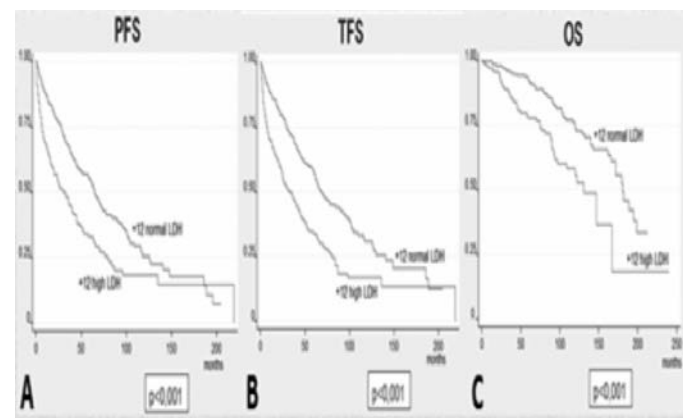 PFS
1.00
0.75
0.50
0.25
0
+12 normal LDH
+12 high LDH
0 50 100 150 200
months
A
p<0,001
TFS
1.00
0.75
0.50
0.25
0
+12 normal LDH
+12 high LDH
0 50 100 150 200
months
B
p<0,001
OS
1.00
0.75
0.50
0.25
0
+12 normal LDH
+12 high LDH
0 50 100 150 200 250
months
C
p<0,001